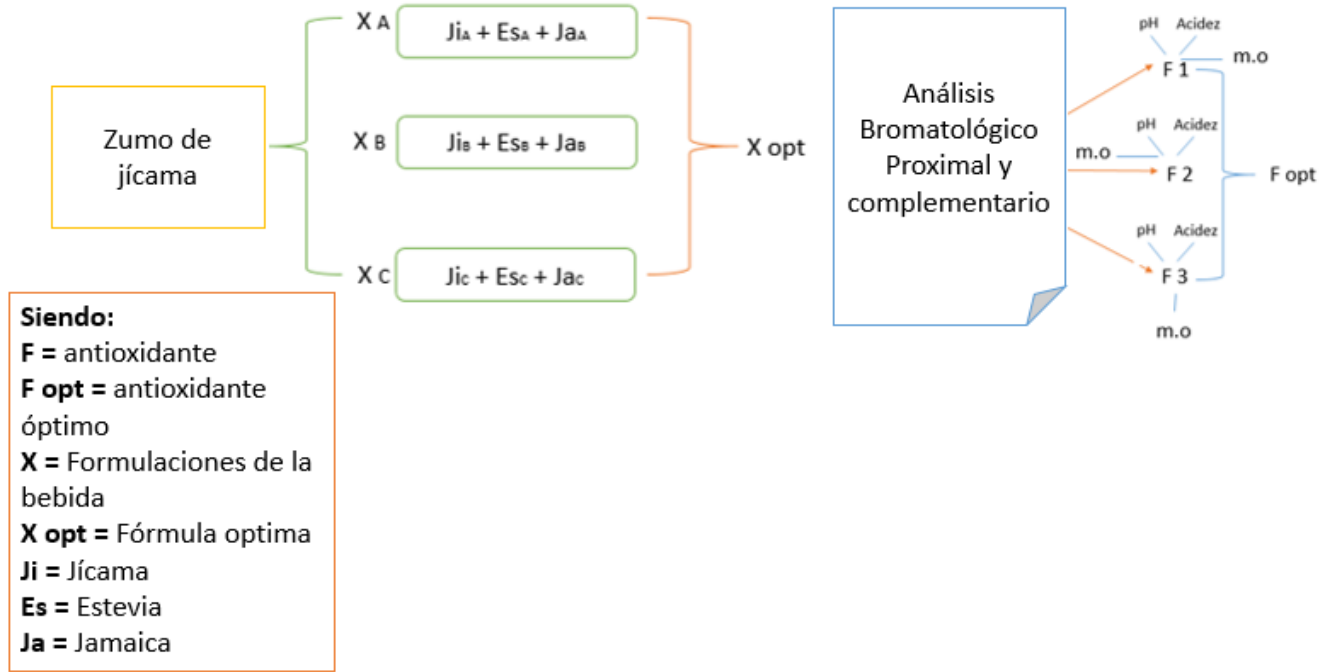 Zumo de
jícama
X A
JiA + EsA + JaA
X B
JiB + EsB + JaB
X C
JiC + EsC + JaC
X opt
Análisis
Bromatológico
Proximal y
complementario
pH Acidez
F 1
m.o
pH Acidez
m.o
F 2
pH Acidez
F 3
m.o
F opt
Siendo:
F = antioxidante
F opt = antioxidante
óptimo
X = Formulaciones de la
bebida
X opt = Fórmula optima
Ji = Jícama
Es = Estevia
Ja = Jamaica